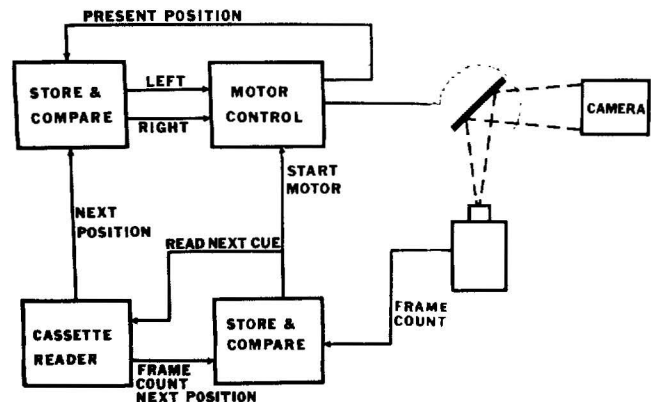 PRESENT POSITION
STORE &
COMPARE
LEFT
RIGHT
MOTOR
CONTROL
CAMERA
START
MOTOR
NEXT
POSITION
READ NEXT CUE
FRAME
COUNT
CASSETTE
READER
STORE &
COMPARE
FRAME
COUNT
NEXT POSITION